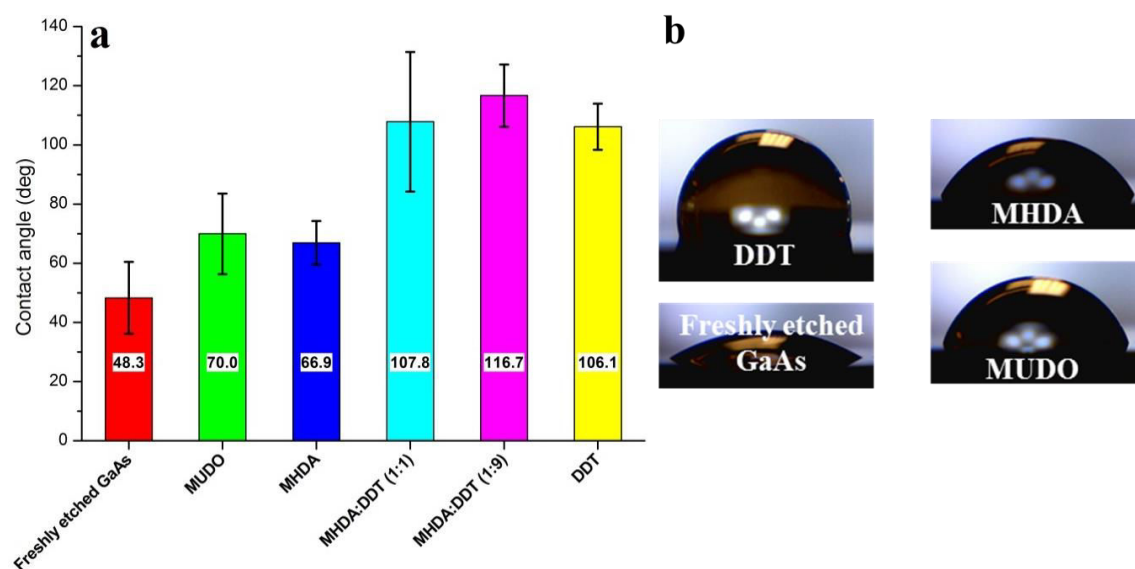 a
Contact angle (deg)
140
120
100
80
60
40
20
0
48.3
70.0
66.9
107.8
116.7
106.1
Freshly etched GaAs
MUDO
MHDA
MHDA:DDT (1:1)
MHDA:DDT (1:9)
DDT
b
DDT
MHDA
Freshly etched
GaAs
MUDO